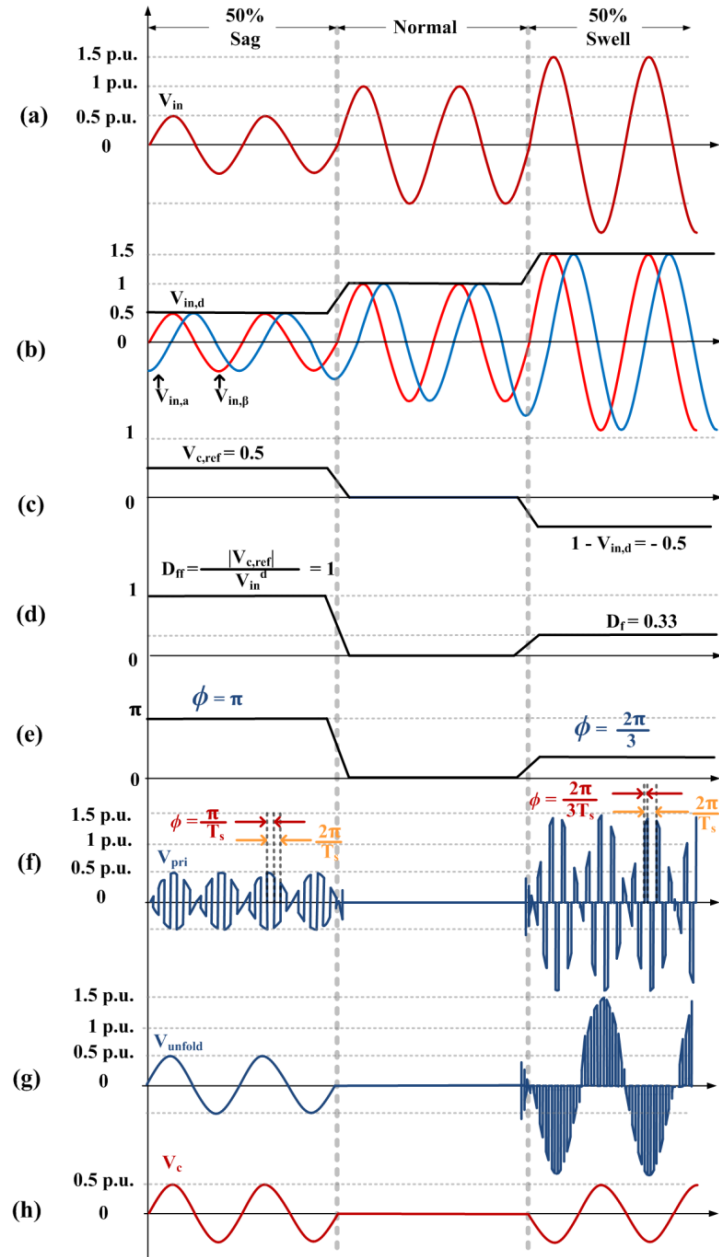 50%
Sag
Normal
50%
Swell
(a)
1.5 p.u.
1 p.u.
0.5 p.u.
0
V_in
(b)
1.5
1
0.5
0
V_in,d
V_in,a
V_in,β
(c)
1
0
V_c,ref = 0.5
1 - V_in,d = - 0.5
(d)
1
0
D_ff = |V_c,ref| / V_in^d = 1
D_f = 0.33
(e)
π
0
ϕ = π
ϕ = 2π/3
(f)
1.5 p.u.
1 p.u.
0.5 p.u.
0
V_pri
ϕ = π/T_s
2π/T_s
ϕ = 2π/3T_s
2π/T_s
(g)
1.5 p.u.
1 p.u.
0.5 p.u.
0
V_unfold
(h)
0.5 p.u.
0
V_c